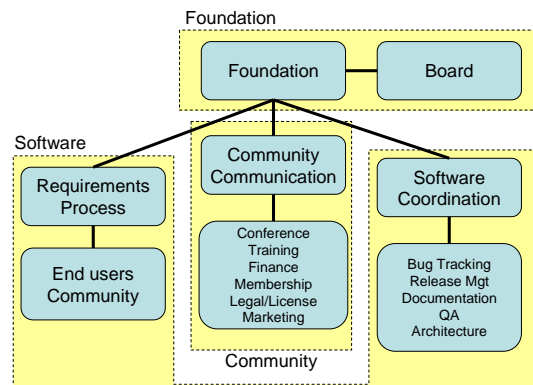 Foundation
Foundation
Board
Software
Community
Communication
Requirements
Process
Software
Coordination
End users
Community
Conference
Training
Finance
Membership
Legal/License
Marketing
Bug Tracking
Release Mgt
Documentation
QA
Architecture
Community